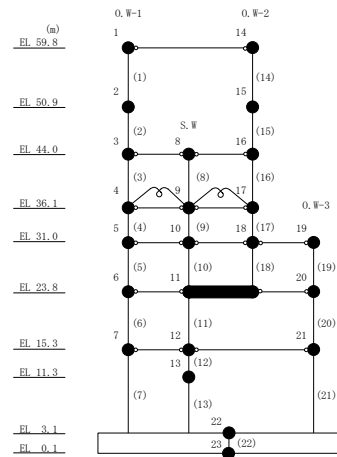 O.W-1 O.W-2
(m) 1 14
EL 59.8
(1) (14)
2 15
EL 50.9
(2) S.W (15)
3 8 16
EL 44.0
(3) (8) (16)
4 9 17
EL 36.1
O.W-3
(4) (9) (17)
5 10 18 19
EL 31.0
(5) (10) (18) (19)
6 11 20
EL 23.8
(6) (11) (20)
7 12 21
EL 15.3
(12)
13
EL 11.3
(7) (13) (21)
22
EL 3.1
23 (22)
EL 0.1